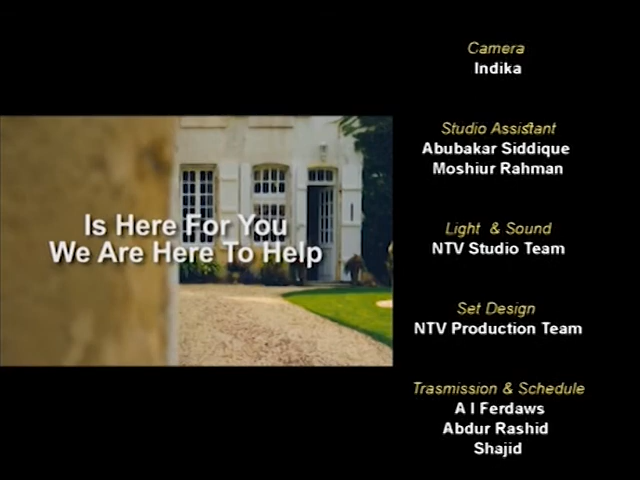 Is Here For You
We Are Here To Help
Camera
Indika
Studio Assistant
Abubakar Siddique
Moshiur Rahman
Light & Sound
NTV Studio Team
Set Design
NTV Production Team
Trasmission & Schedule
A I Ferdaws
Abdur Rashid
Shajid